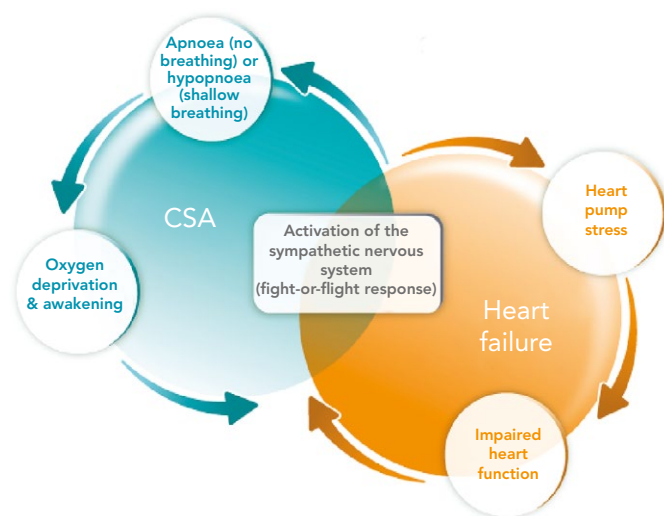 Apnoea (no
breathing) or
hypopnoea
(shallow
breathing)
CSA
Oxygen
deprivation
& awakening
Activation of the
sympathetic nervous
system
(fight-or-flight response)
Heart
pump
stress
Heart
failure
Impaired
heart
function